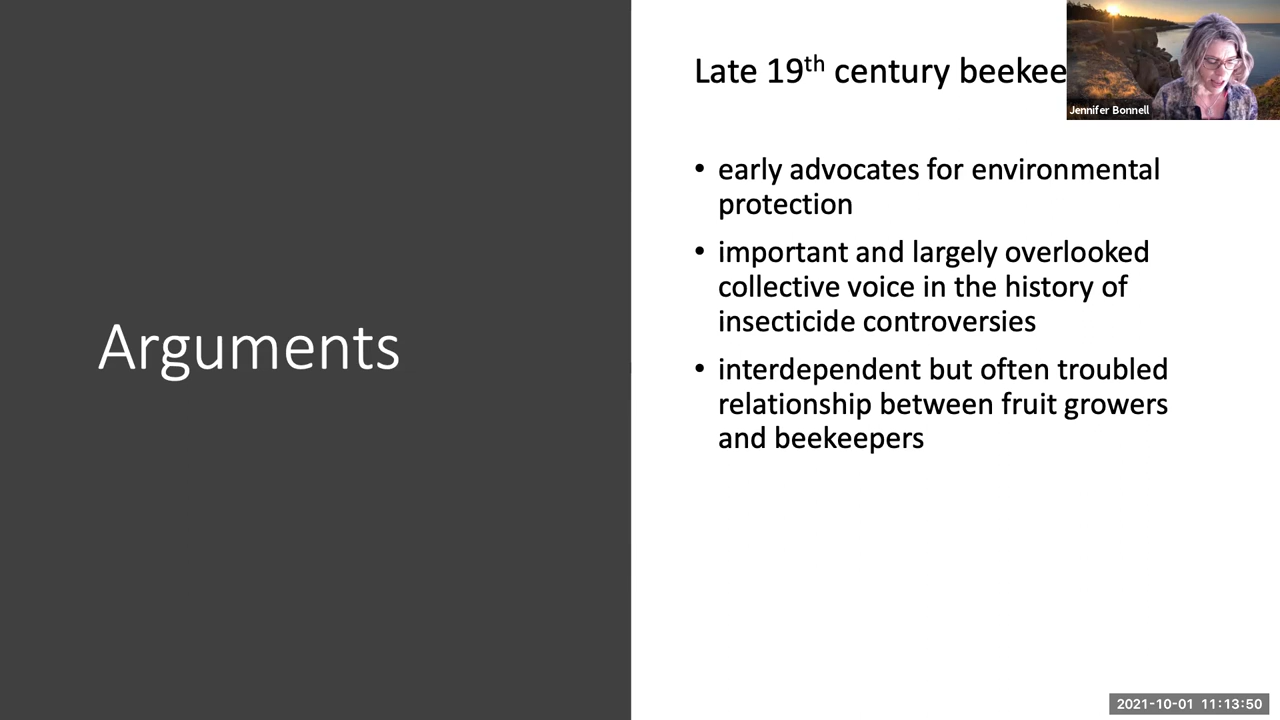 Arguments
Late 19th century beekee
Jennifer Bonnell
• early advocates for environmental
protection
• important and largely overlooked
collective voice in the history of
insecticide controversies
• interdependent but often troubled
relationship between fruit growers
and beekeepers
2021-10-01 11:13:50